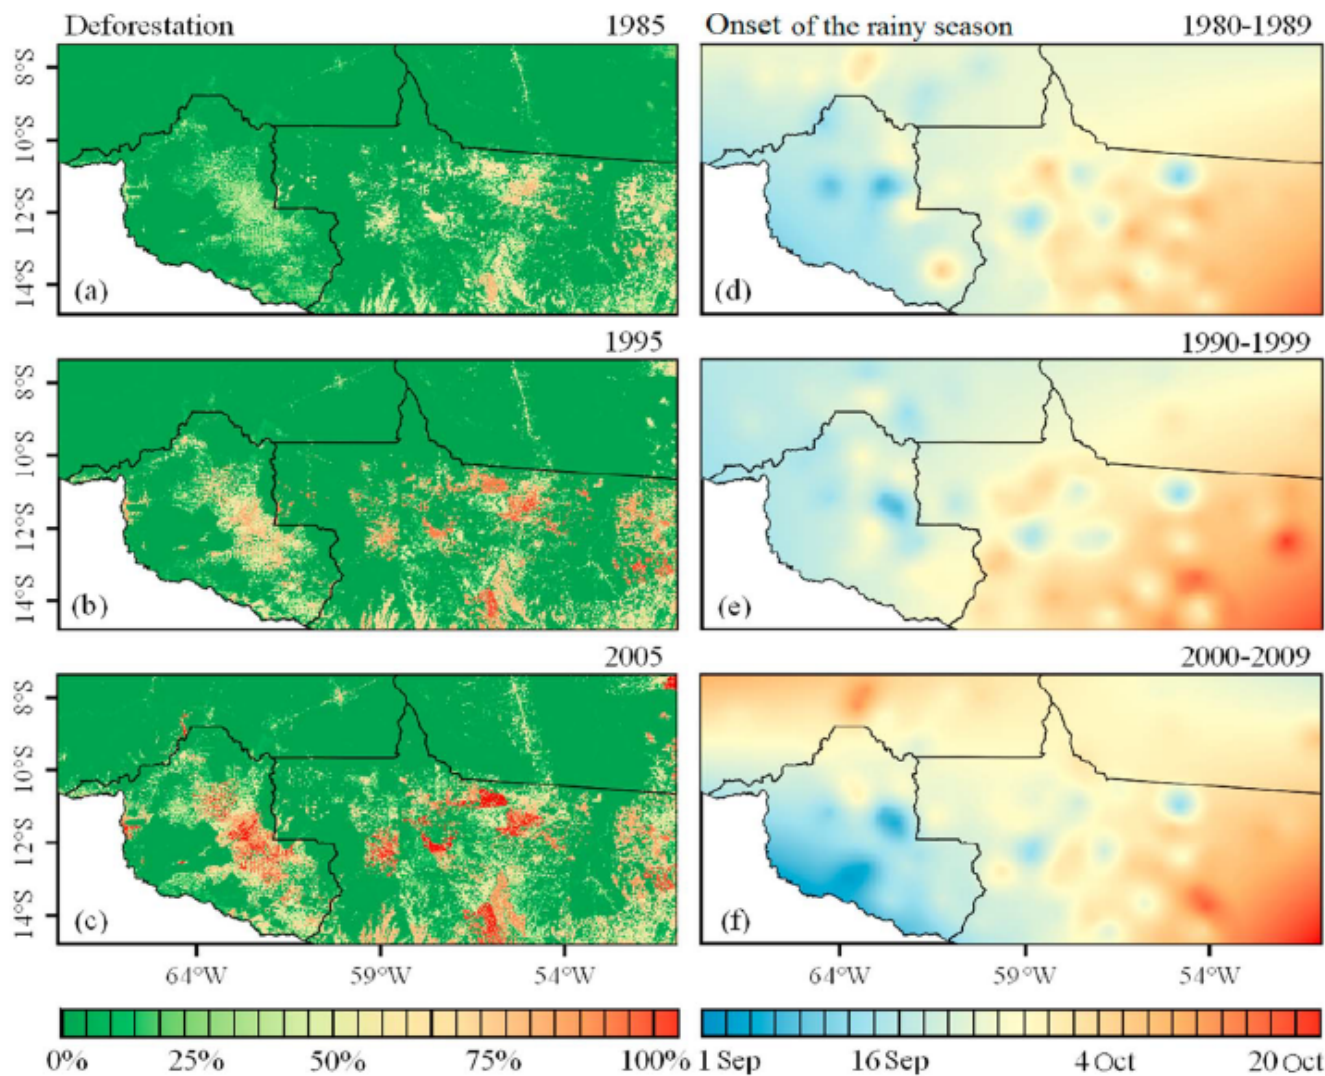 Deforestation 1985
Onset of the rainy season 1980-1989
8°S
10°S
12°S
14°S
(a)
(d)
1995
1990-1999
8°S
10°S
12°S
14°S
(b)
(e)
2005
2000-2009
8°S
10°S
12°S
14°S
(c)
(f)
64°W 59°W 54°W
64°W 59°W 54°W
0% 25% 50% 75% 100%
1 Sep 16 Sep 4 Oct 20 Oct